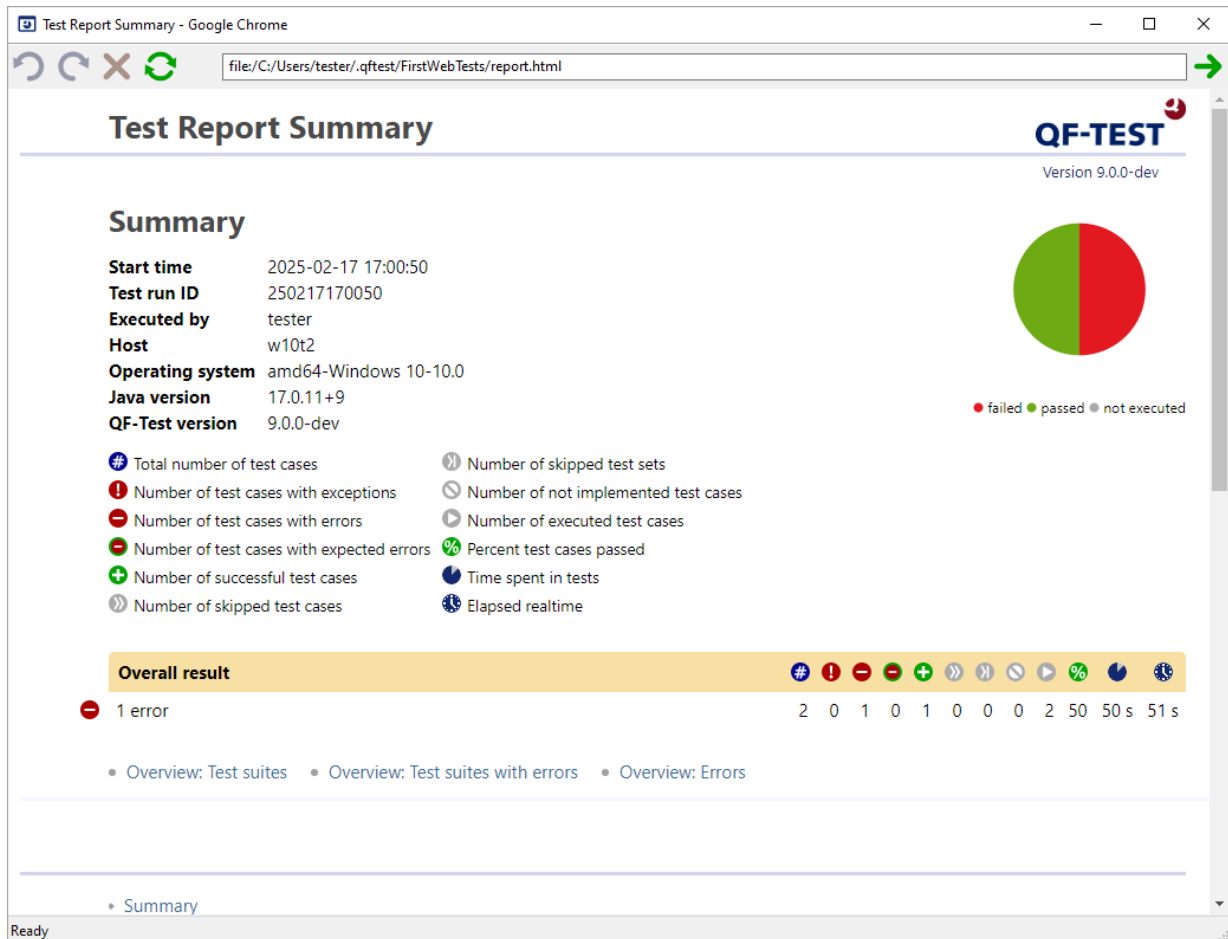 Test Report Summary - Google Chrome
file:/C:/Users/tester/.qftest/FirstWebTests/report.html
Test Report Summary
QF-TEST
Version 9.0.0-dev
Summary
Start time 2025-02-17 17:00:50
Test run ID 250217170050
Executed by tester
Host w10t2
Operating system amd64-Windows 10-10.0
Java version 17.0.11+9
QF-Test version 9.0.0-dev
failed passed not executed
# Total number of test cases
Number of skipped test sets
! Number of test cases with exceptions
Number of not implemented test cases
Number of test cases with errors
Number of executed test cases
Number of test cases with expected errors
% Percent test cases passed
Number of successful test cases
Time spent in tests
Number of skipped test cases
Elapsed realtime
Overall result # ! %
1 error 2 0 1 0 1 0 0 0 2 50 50 s 51 s
Overview: Test suites Overview: Test suites with errors Overview: Errors
Summary
Ready